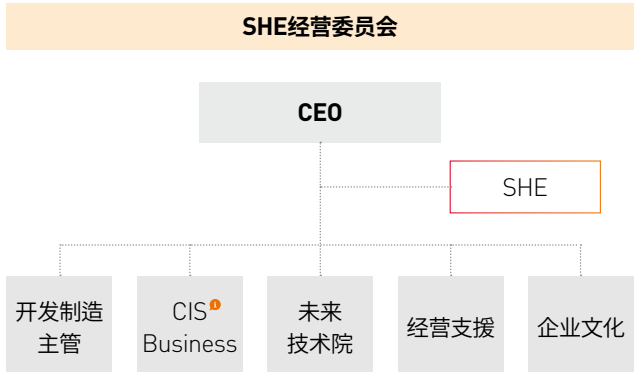 SHE经营委员会
CEO
SHE
开发制造
主管
CIS
Business
未来
技术院
经营支援
企业文化